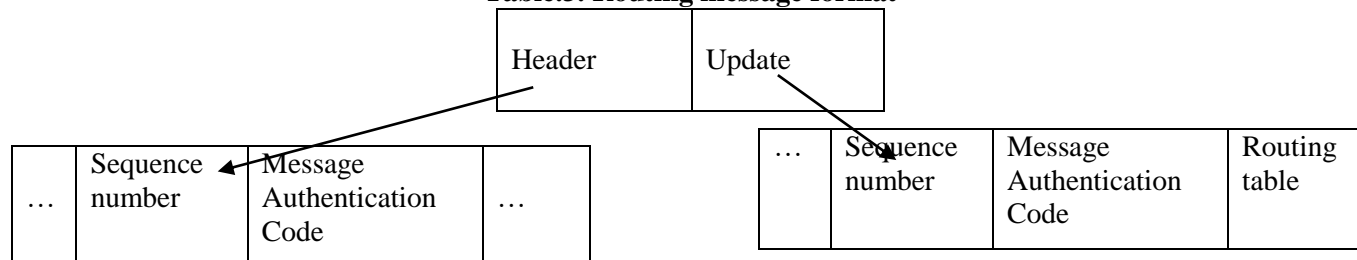 Table.3: Routing message format
Header
Update
…
Sequence
number
Message
Authentication
Code
…
…
Sequence
number
Message
Authentication
Code
Routing
table